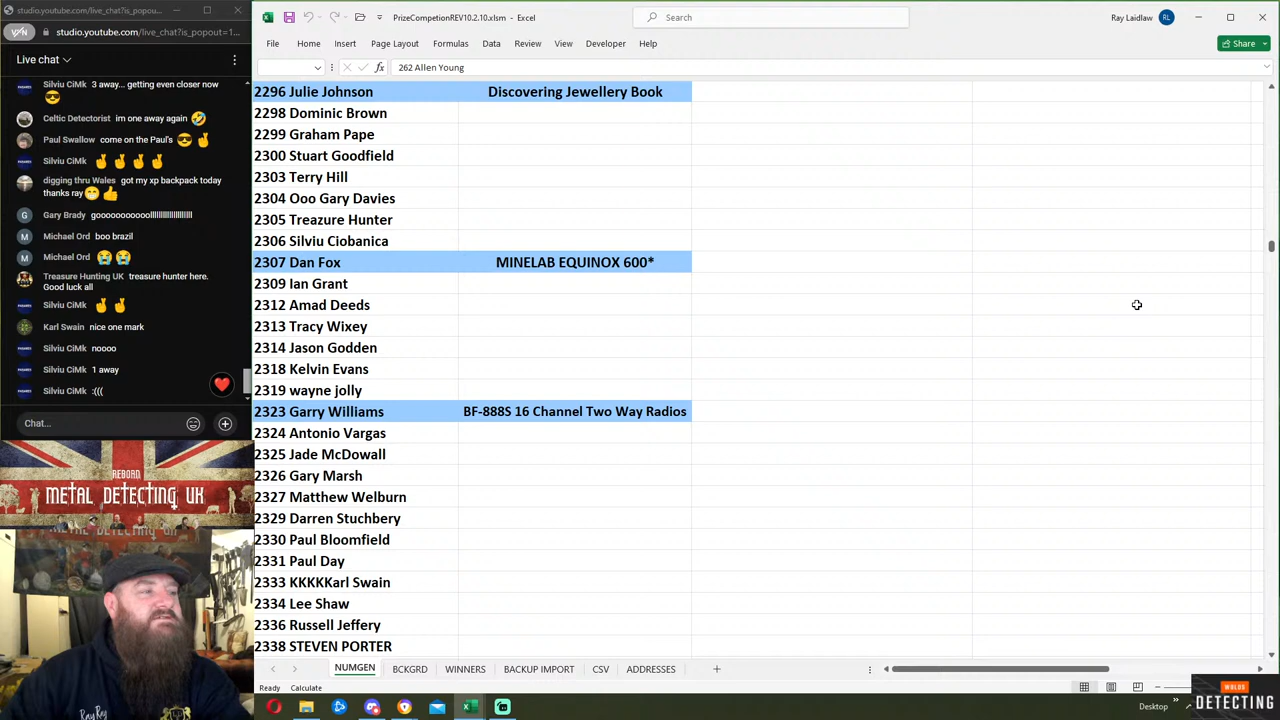 studio.youtube.com/live_chat?is_popout...
studio.youtube.com/live_chat?is_popout=1...
Live chat
Silviu CiMk 3 away... getting even closer now 😎
Celtic Detectorist im one away again 🤣
Paul Swallow come on the Paul's 😎🤞
Silviu CiMk 🤞🤞🤞🤞
digging thru Wales got my xp backpack today
thanks ray😁👍
Gary Brady
Michael Ord boo brazil
Michael Ord 😭😭
Treasure Hunting UK treasure hunter here.
Good luck all
Silviu CiMk 🤞🤞
Karl Swain nice one mark
Silviu CiMk noooo
Silviu CiMk 1 away
Silviu CiMk :(((
Chat...
REBORN
METAL DETECTING UK
PrizeCompetionREV10.2.10.xlsm - Excel
Search
Ray Laidlaw RL
File Home Insert Page Layout Formulas Data Review View Developer Help
Share
fx 262 Allen Young
2296 Julie Johnson Discovering Jewellery Book
2298 Dominic Brown
2299 Graham Pape
2300 Stuart Goodfield
2303 Terry Hill
2304 Ooo Gary Davies
2305 Treazure Hunter
2306 Silviu Ciobanica
2307 Dan Fox MINELAB EQUINOX 600*
2309 Ian Grant
2312 Amad Deeds
2313 Tracy Wixey
2314 Jason Godden
2318 Kelvin Evans
2319 wayne jolly
2323 Garry Williams BF-888S 16 Channel Two Way Radios
2324 Antonio Vargas
2325 Jade McDowall
2326 Gary Marsh
2327 Matthew Welburn
2329 Darren Stuchbery
2330 Paul Bloomfield
2331 Paul Day
2333 KKKKarl Swain
2334 Lee Shaw
2336 Russell Jeffery
2338 STEVEN PORTER
NUMGEN BCKGRD WINNERS BACKUP IMPORT CSV ADDRESSES
Ready Calculate
Desktop
DETECTING